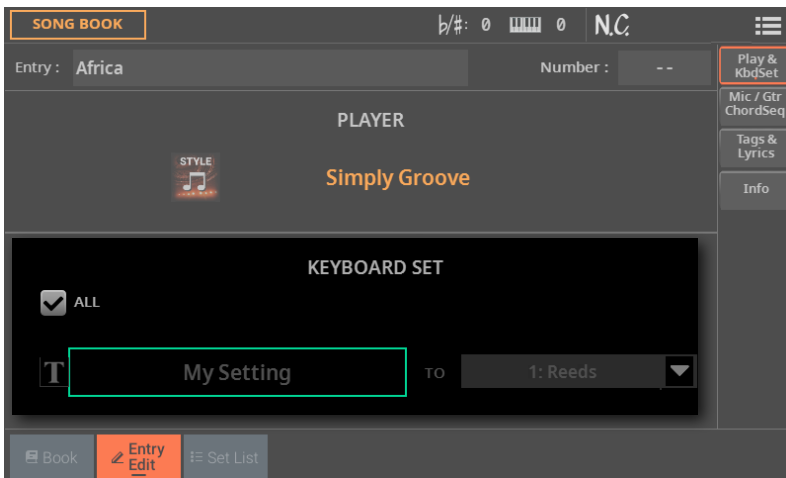 SONG BOOK
♭/#: 0 0 N.C.
Entry : Africa Number : --
Play &
KbdSet
Mic / Gtr
ChordSeq
Tags &
Lyrics
Info
PLAYER
STYLE
Simply Groove
KEYBOARD SET
ALL
T My Setting TO 1: Reeds
Book
Entry
Edit
Set List